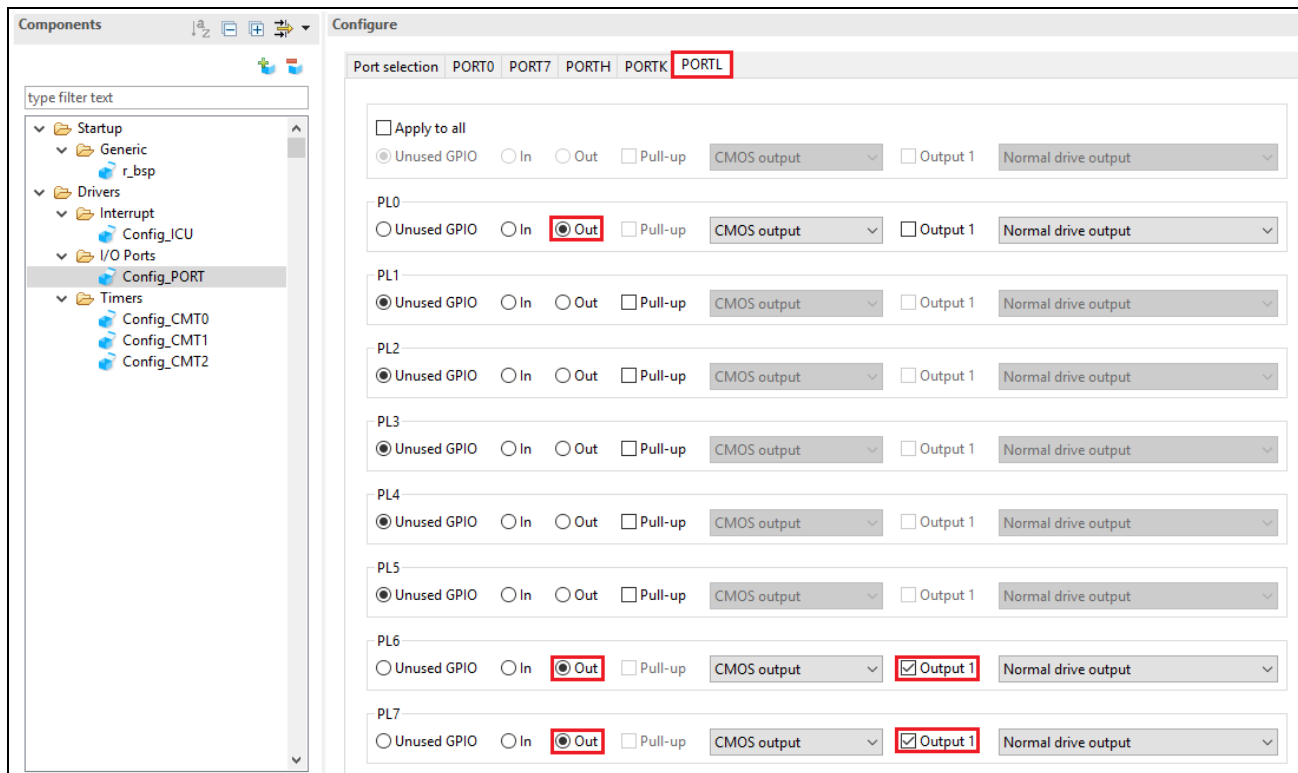 Components
Configure
Port selection PORT0 PORT7 PORTH PORTK PORTL
type filter text
Startup
Generic
r_bsp
Drivers
Interrupt
Config_ICU
I/O Ports
Config_PORT
Timers
Config_CMT0
Config_CMT1
Config_CMT2
Apply to all
Unused GPIO In Out Pull-up CMOS output Output 1 Normal drive output
PL0
Unused GPIO In Out Pull-up CMOS output Output 1 Normal drive output
PL1
Unused GPIO In Out Pull-up CMOS output Output 1 Normal drive output
PL2
Unused GPIO In Out Pull-up CMOS output Output 1 Normal drive output
PL3
Unused GPIO In Out Pull-up CMOS output Output 1 Normal drive output
PL4
Unused GPIO In Out Pull-up CMOS output Output 1 Normal drive output
PL5
Unused GPIO In Out Pull-up CMOS output Output 1 Normal drive output
PL6
Unused GPIO In Out Pull-up CMOS output Output 1 Normal drive output
PL7
Unused GPIO In Out Pull-up CMOS output Output 1 Normal drive output